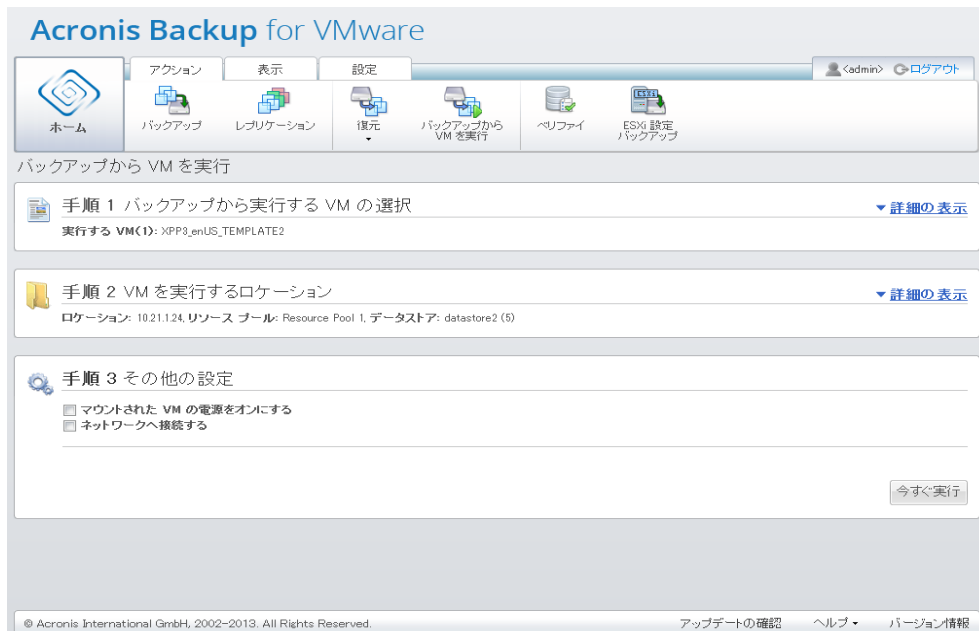 Acronis Backup for VMware
アクション 表示 設定 <admin> ログアウト
ホーム バックアップ レプリケーション 復元 バックアップから VM を実行 ベリファイ ESXi 設定 バックアップ
バックアップから VM を実行
手順 1 バックアップから実行する VM の選択 詳細の表示
実行する VM(1): XPP3_enUS_TEMPLATE2
手順 2 VM を実行するロケーション 詳細の表示
ロケーション: 10.21.1.24, リソース プール: Resource Pool 1, データストア: datastore2 (5)
手順 3 その他の設定
マウントされた VM の電源をオンにする
ネットワークへ接続する
今すぐ実行
© Acronis International GmbH, 2002-2013. All Rights Reserved. アップデートの確認 ヘルプ バージョン情報